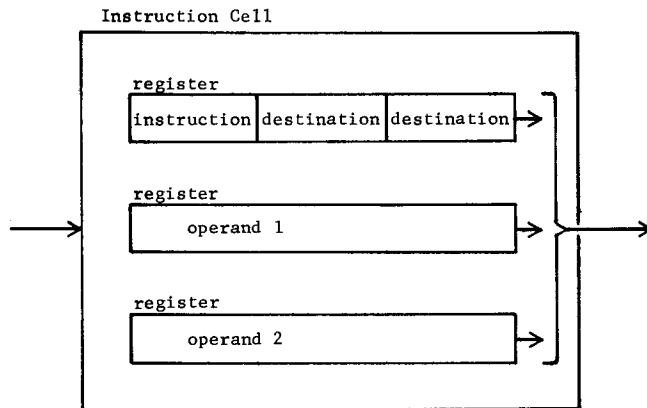 Instruction Cell
register
instruction destination destination
register
operand 1
register
operand 2